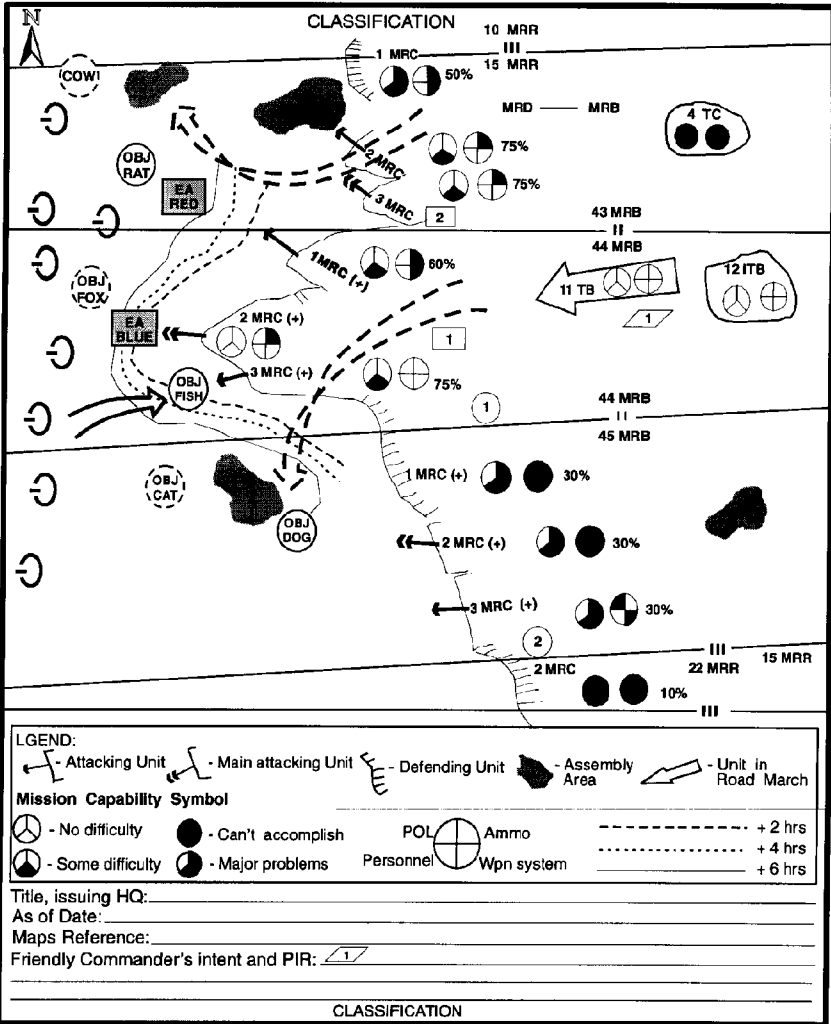 N
CLASSIFICATION
10 MRR
III
15 MRR
COW
1 MRC
50%
MRD MRB
4 TC
OBJ
RAT
2 MRC
75%
EA
RED
3 MRC
75%
2
43 MRB
II
44 MRB
OBJ
FOX
1MRC (+)
60%
11 TB
12 ITB
1
EA
BLUE
2 MRC (+)
1
OBJ
FISH
3 MRC (+)
75%
1
44 MRB
II
45 MRB
OBJ
CAT
1 MRC (+)
30%
OBJ
DOG
2 MRC (+)
30%
3 MRC (+)
30%
2
III
15 MRR
22 MRR
2 MRC
10%
III
LGEND:
- Attacking Unit
- Main attacking Unit
- Defending Unit
- Assembly
Area
- Unit in
Road March
Mission Capability Symbol
- No difficulty
- Can't accomplish
POL
Ammo
+ 2 hrs
+ 4 hrs
- Some difficulty
- Major problems
Personnel
Wpn system
+ 6 hrs
Title, issuing HQ:
As of Date:
Maps Reference:
Friendly Commander's intent and PIR: 1
CLASSIFICATION